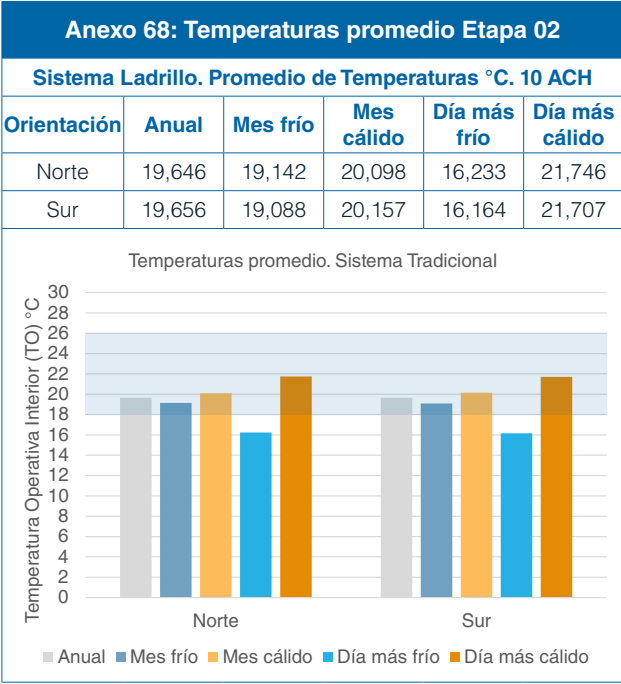 Anexo 68: Temperaturas promedio Etapa 02
Sistema Ladrillo. Promedio de Temperaturas °C. 10 ACH
Orientación Anual Mes frío Mes cálido Día más frío Día más cálido
Norte 19,646 19,142 20,098 16,233 21,746
Sur 19,656 19,088 20,157 16,164 21,707
Temperaturas promedio. Sistema Tradicional
Temperatura Operativa Interior (TO) °C
30
28
26
24
22
20
18
16
14
12
10
8
6
4
2
0
Norte Sur
Anual Mes frío Mes cálido Día más frío Día más cálido